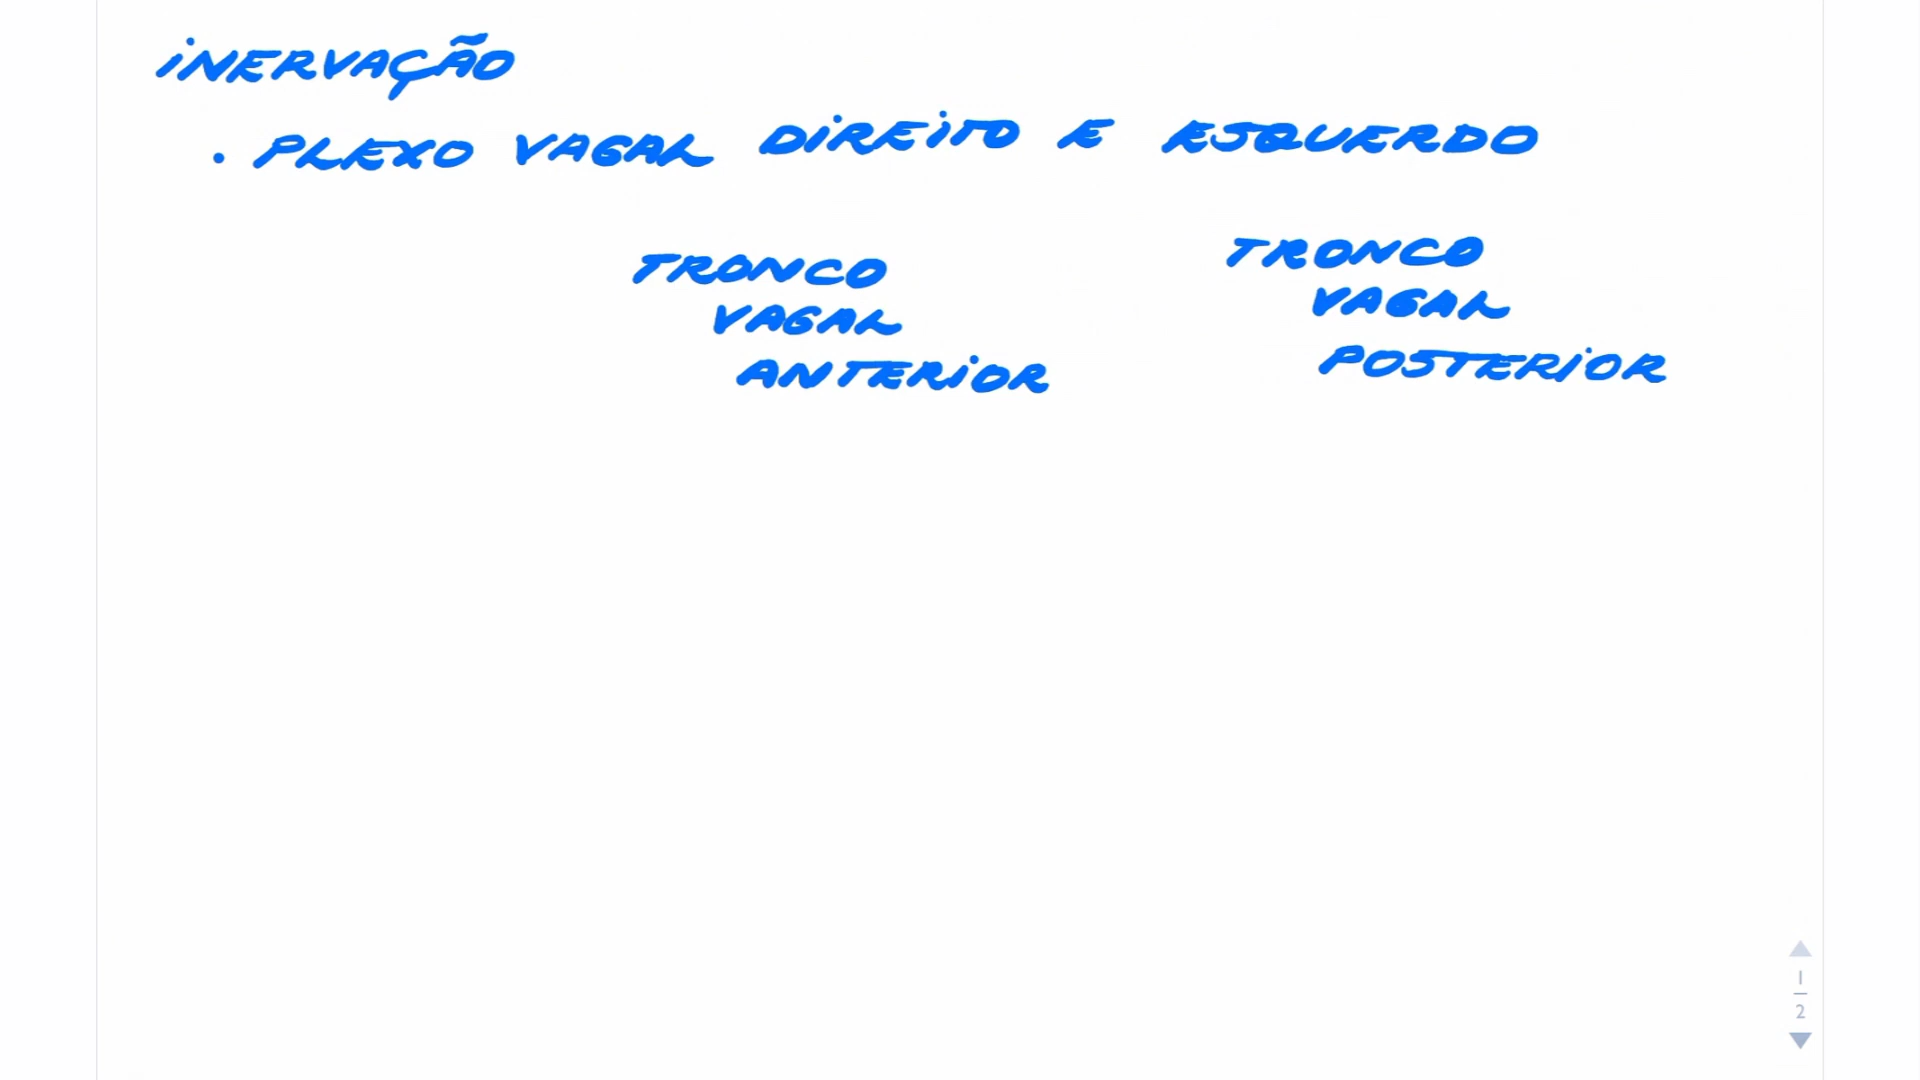 iNERVAÇÃO
. PLEXO VAGAL DiREiTO E ESQUERDO
TRONCO
VAGAL
ANTERiOR
TRONCO
VAGAL
POSTERiOR
1
2